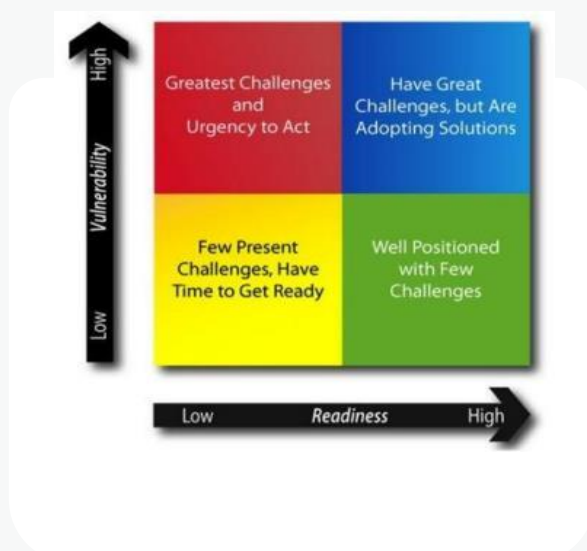 High
Vulnerability
Low
Greatest Challenges
and
Urgency to Act
Have Great
Challenges, but Are
Adopting Solutions
Few Present
Challenges, Have
Time to Get Ready
Well Positioned
with Few
Challenges
Low Readiness High